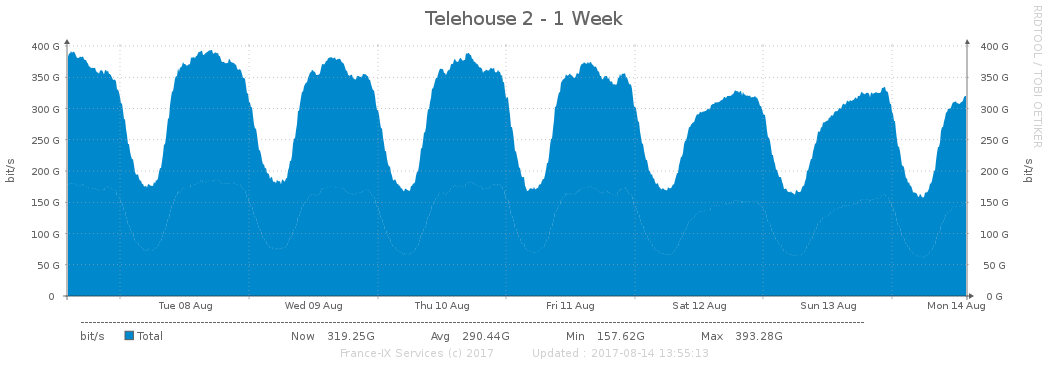 Telehouse 2 - 1 Week
RRDTOOL / TOBI OETIKER
bit/s
400 G 400 G
350 G 350 G
300 G 300 G
250 G 250 G
200 G 200 G
150 G 150 G
100 G 100 G
50 G 50 G
0 0 G
bit/s
Tue 08 Aug Wed 09 Aug Thu 10 Aug Fri 11 Aug Sat 12 Aug Sun 13 Aug Mon 14 Aug
bit/s Total Now 319.25G Avg 290.44G Min 157.62G Max 393.28G
France-IX Services (c) 2017 Updated : 2017-08-14 13:55:13